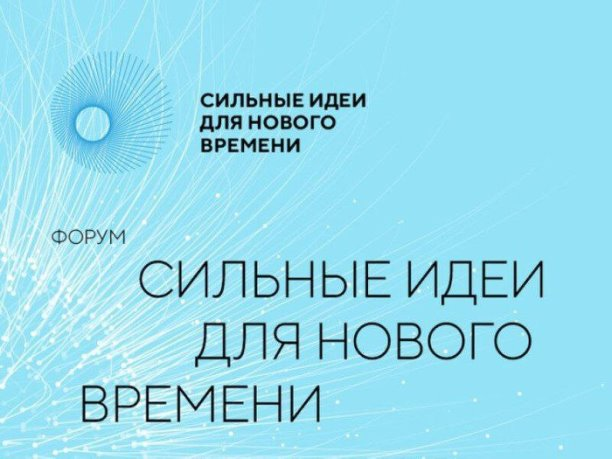 СИЛЬНЫЕ ИДЕИ
ДЛЯ НОВОГО
ВРЕМЕНИ
ФОРУМ
СИЛЬНЫЕ ИДЕИ
ДЛЯ НОВОГО
ВРЕМЕНИ